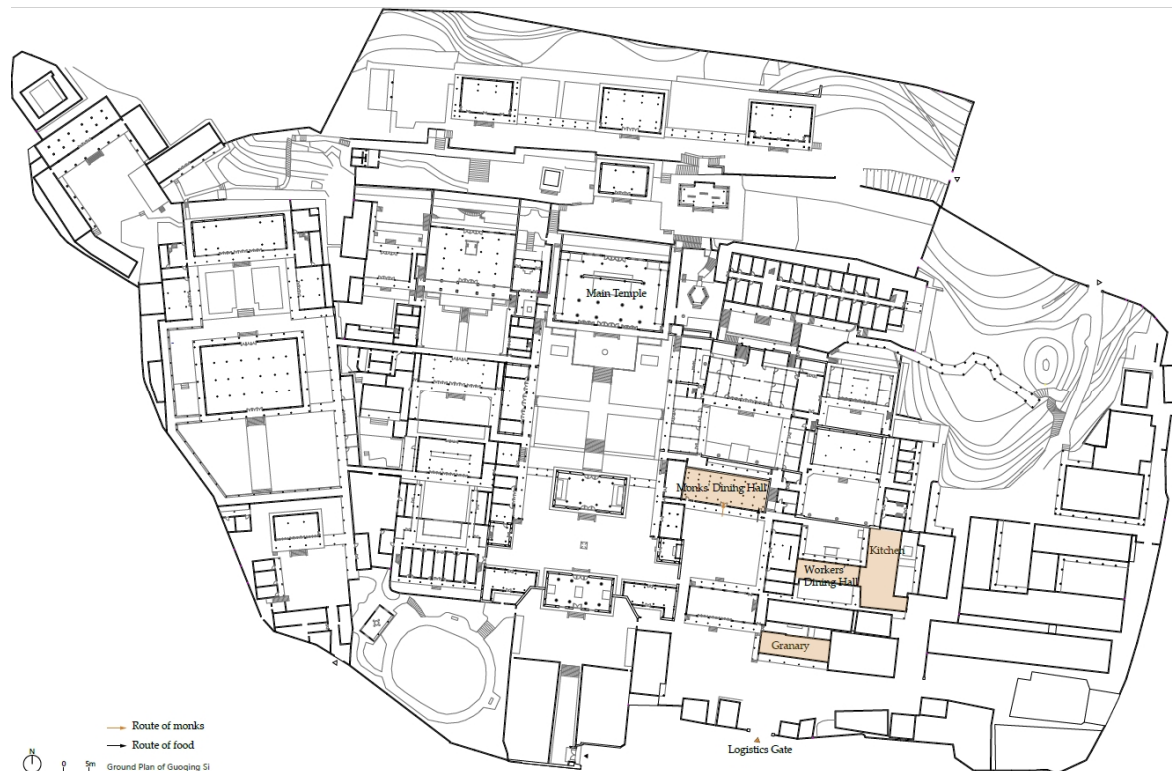 Main Temple
Monks' Dining Hall
Kitchen
Workers'
Dining Hall
Granary
Logistics Gate
Route of monks
Route of food
N
0 5m
Ground Plan of Guoqing Si